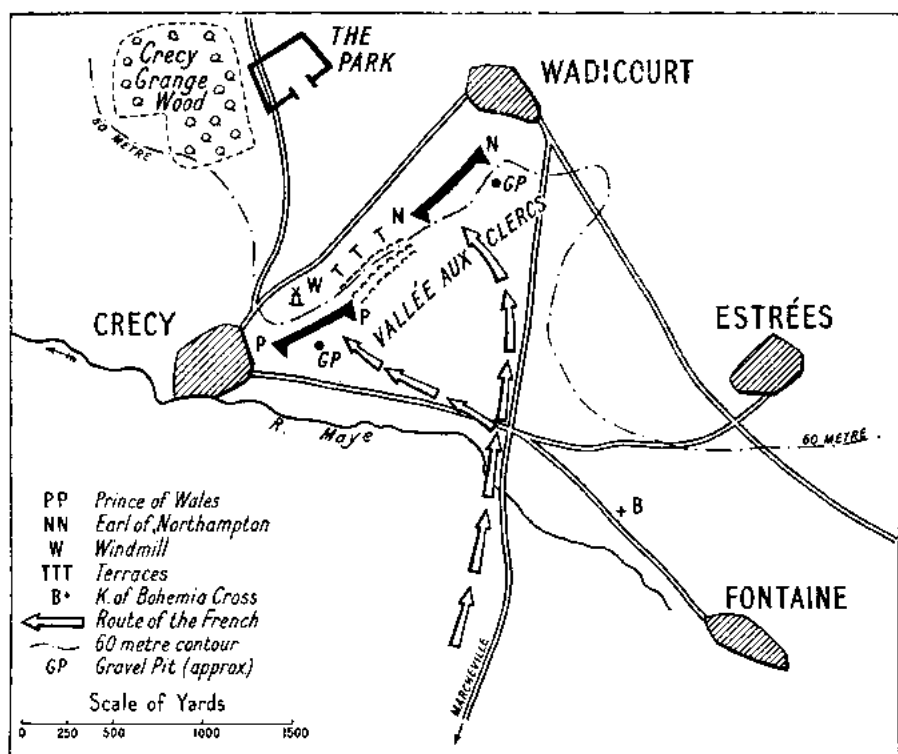 THE
PARK
Crecy
Grange
Wood
60 METRE
WADICOURT
N
GP
N
T T T
W
VALLÉE AUX CLERCS
P
P
GP
CRECY
ESTRÉES
R. Maye
60 METRE
B
FONTAINE
MARCHEVILLE
PP Prince of Wales
NN Earl of Northampton
W Windmill
TTT Terraces
B+ K. of Bohemia Cross
Route of the French
60 metre contour
GP Gravel Pit (approx)
Scale of Yards
0 250 500 1000 1500